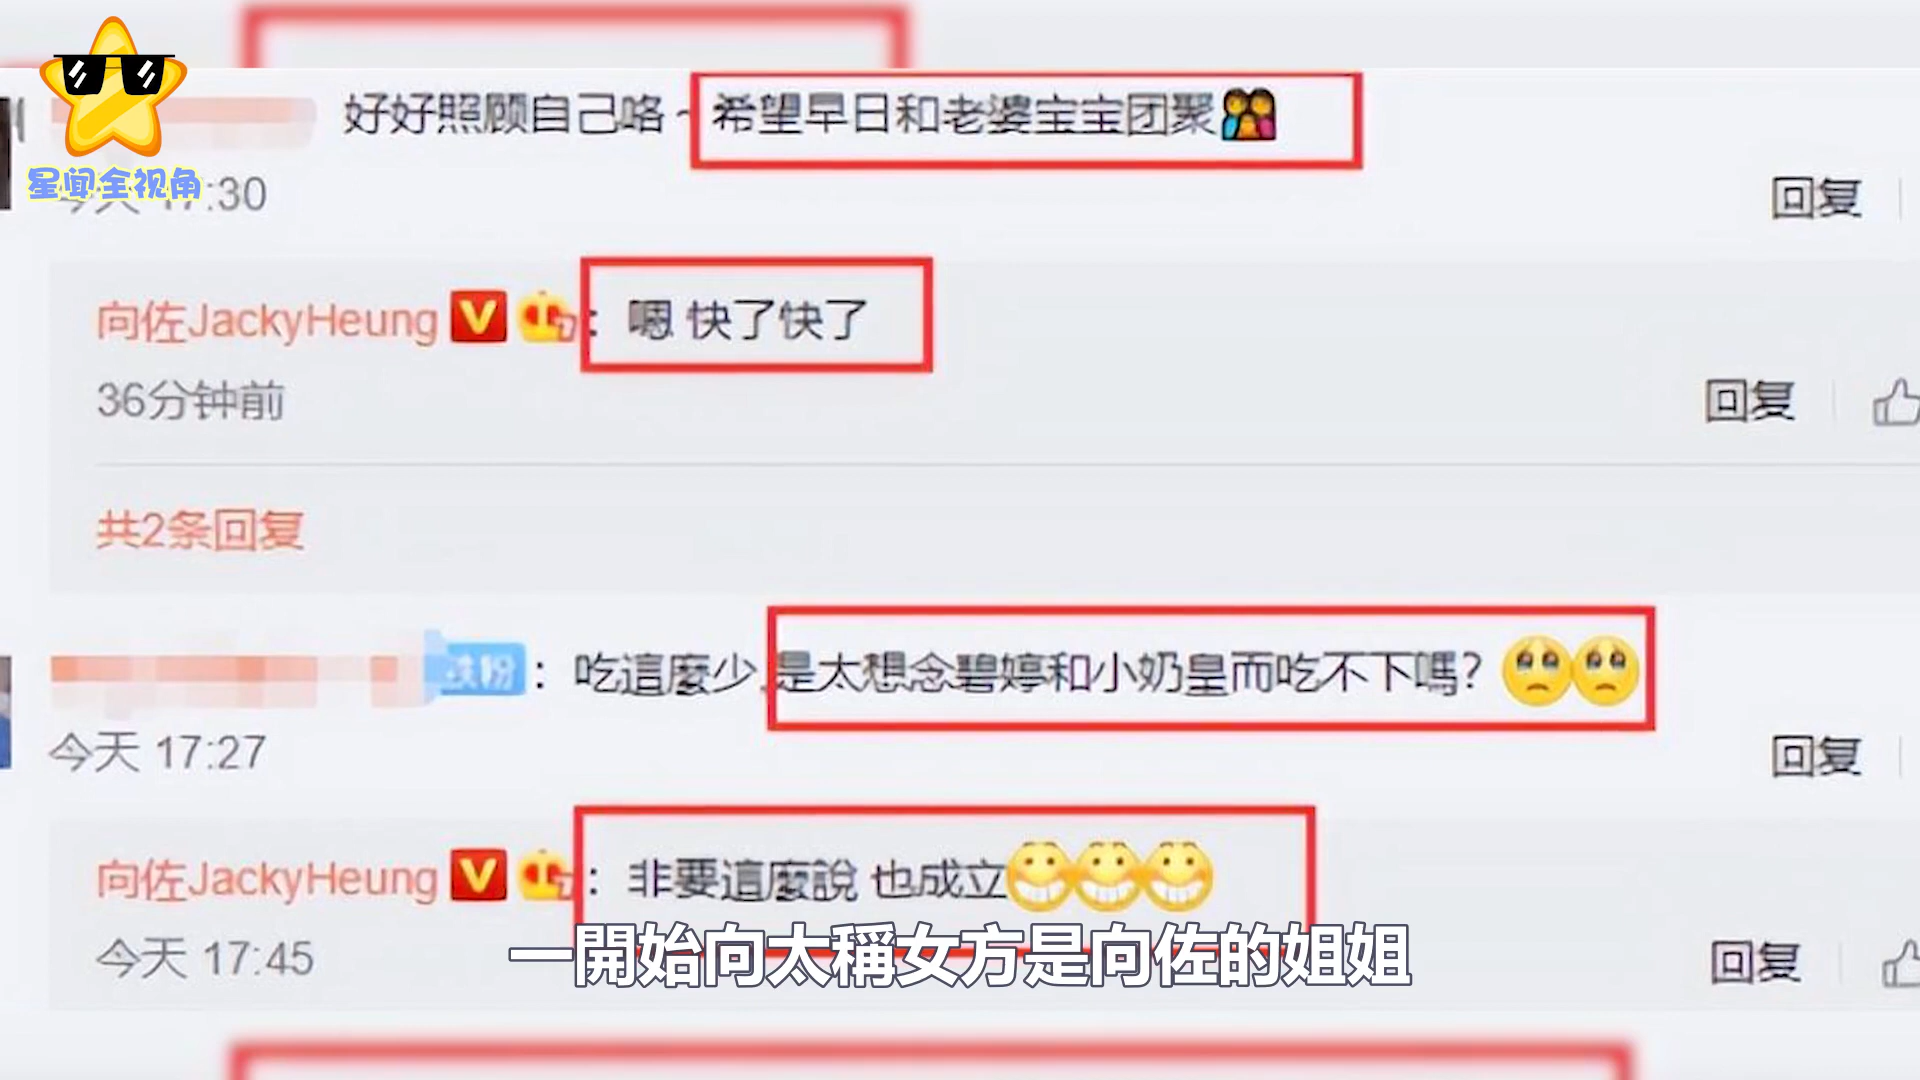 好好照顾自己咯~希望早日和老婆宝宝团聚
星闻全视角
今天 17:30
回复
向佐JackyHeung V : 嗯 快了快了
36分钟前
回复
共2条回复
铁粉 : 吃這麼少,是太想念碧婷和小奶皇而吃不下嗎?
今天 17:27
回复
向佐JackyHeung V : 非要這麼說 也成立
一開始向太稱女方是向佐的姐姐
今天 17:45
回复